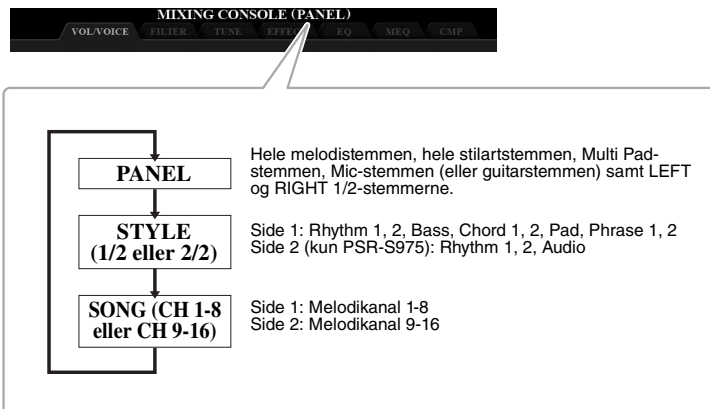 MIXING CONSOLE (PANEL)
VOL/VOICE FILTER TUNE EFFECT EQ MEQ CMP
PANEL
Hele melodistemmen, hele stilartstemmen, Multi Pad-
stemmen, Mic-stemmen (eller guitarstemmen) samt LEFT
og RIGHT 1/2-stemmerne.
STYLE
(1/2 eller 2/2)
Side 1: Rhythm 1, 2, Bass, Chord 1, 2, Pad, Phrase 1, 2
Side 2 (kun PSR-S975): Rhythm 1, 2, Audio
SONG (CH 1-8
eller CH 9-16)
Side 1: Melodikanal 1-8
Side 2: Melodikanal 9-16